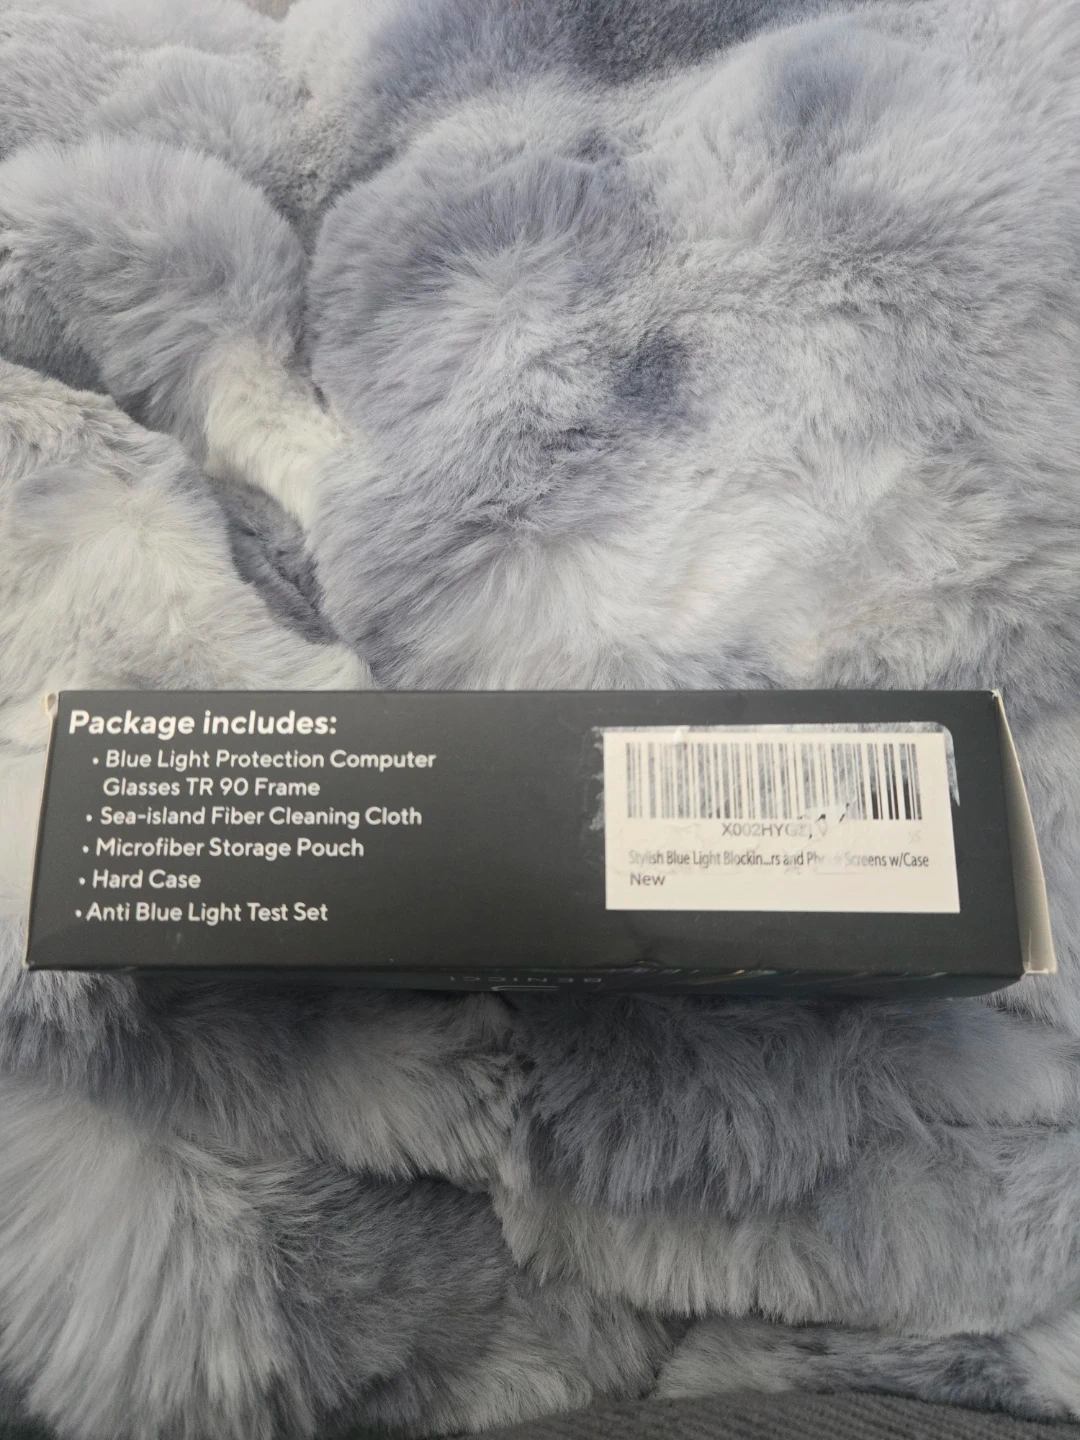 Package includes:
• Blue Light Protection Computer
Glasses TR 90 Frame
• Sea-island Fiber Cleaning Cloth
• Microfiber Storage Pouch
• Hard Case
• Anti Blue Light Test Set
Stylish Blue Light Blockin...rs and Screens w/Case
New
BENICCI